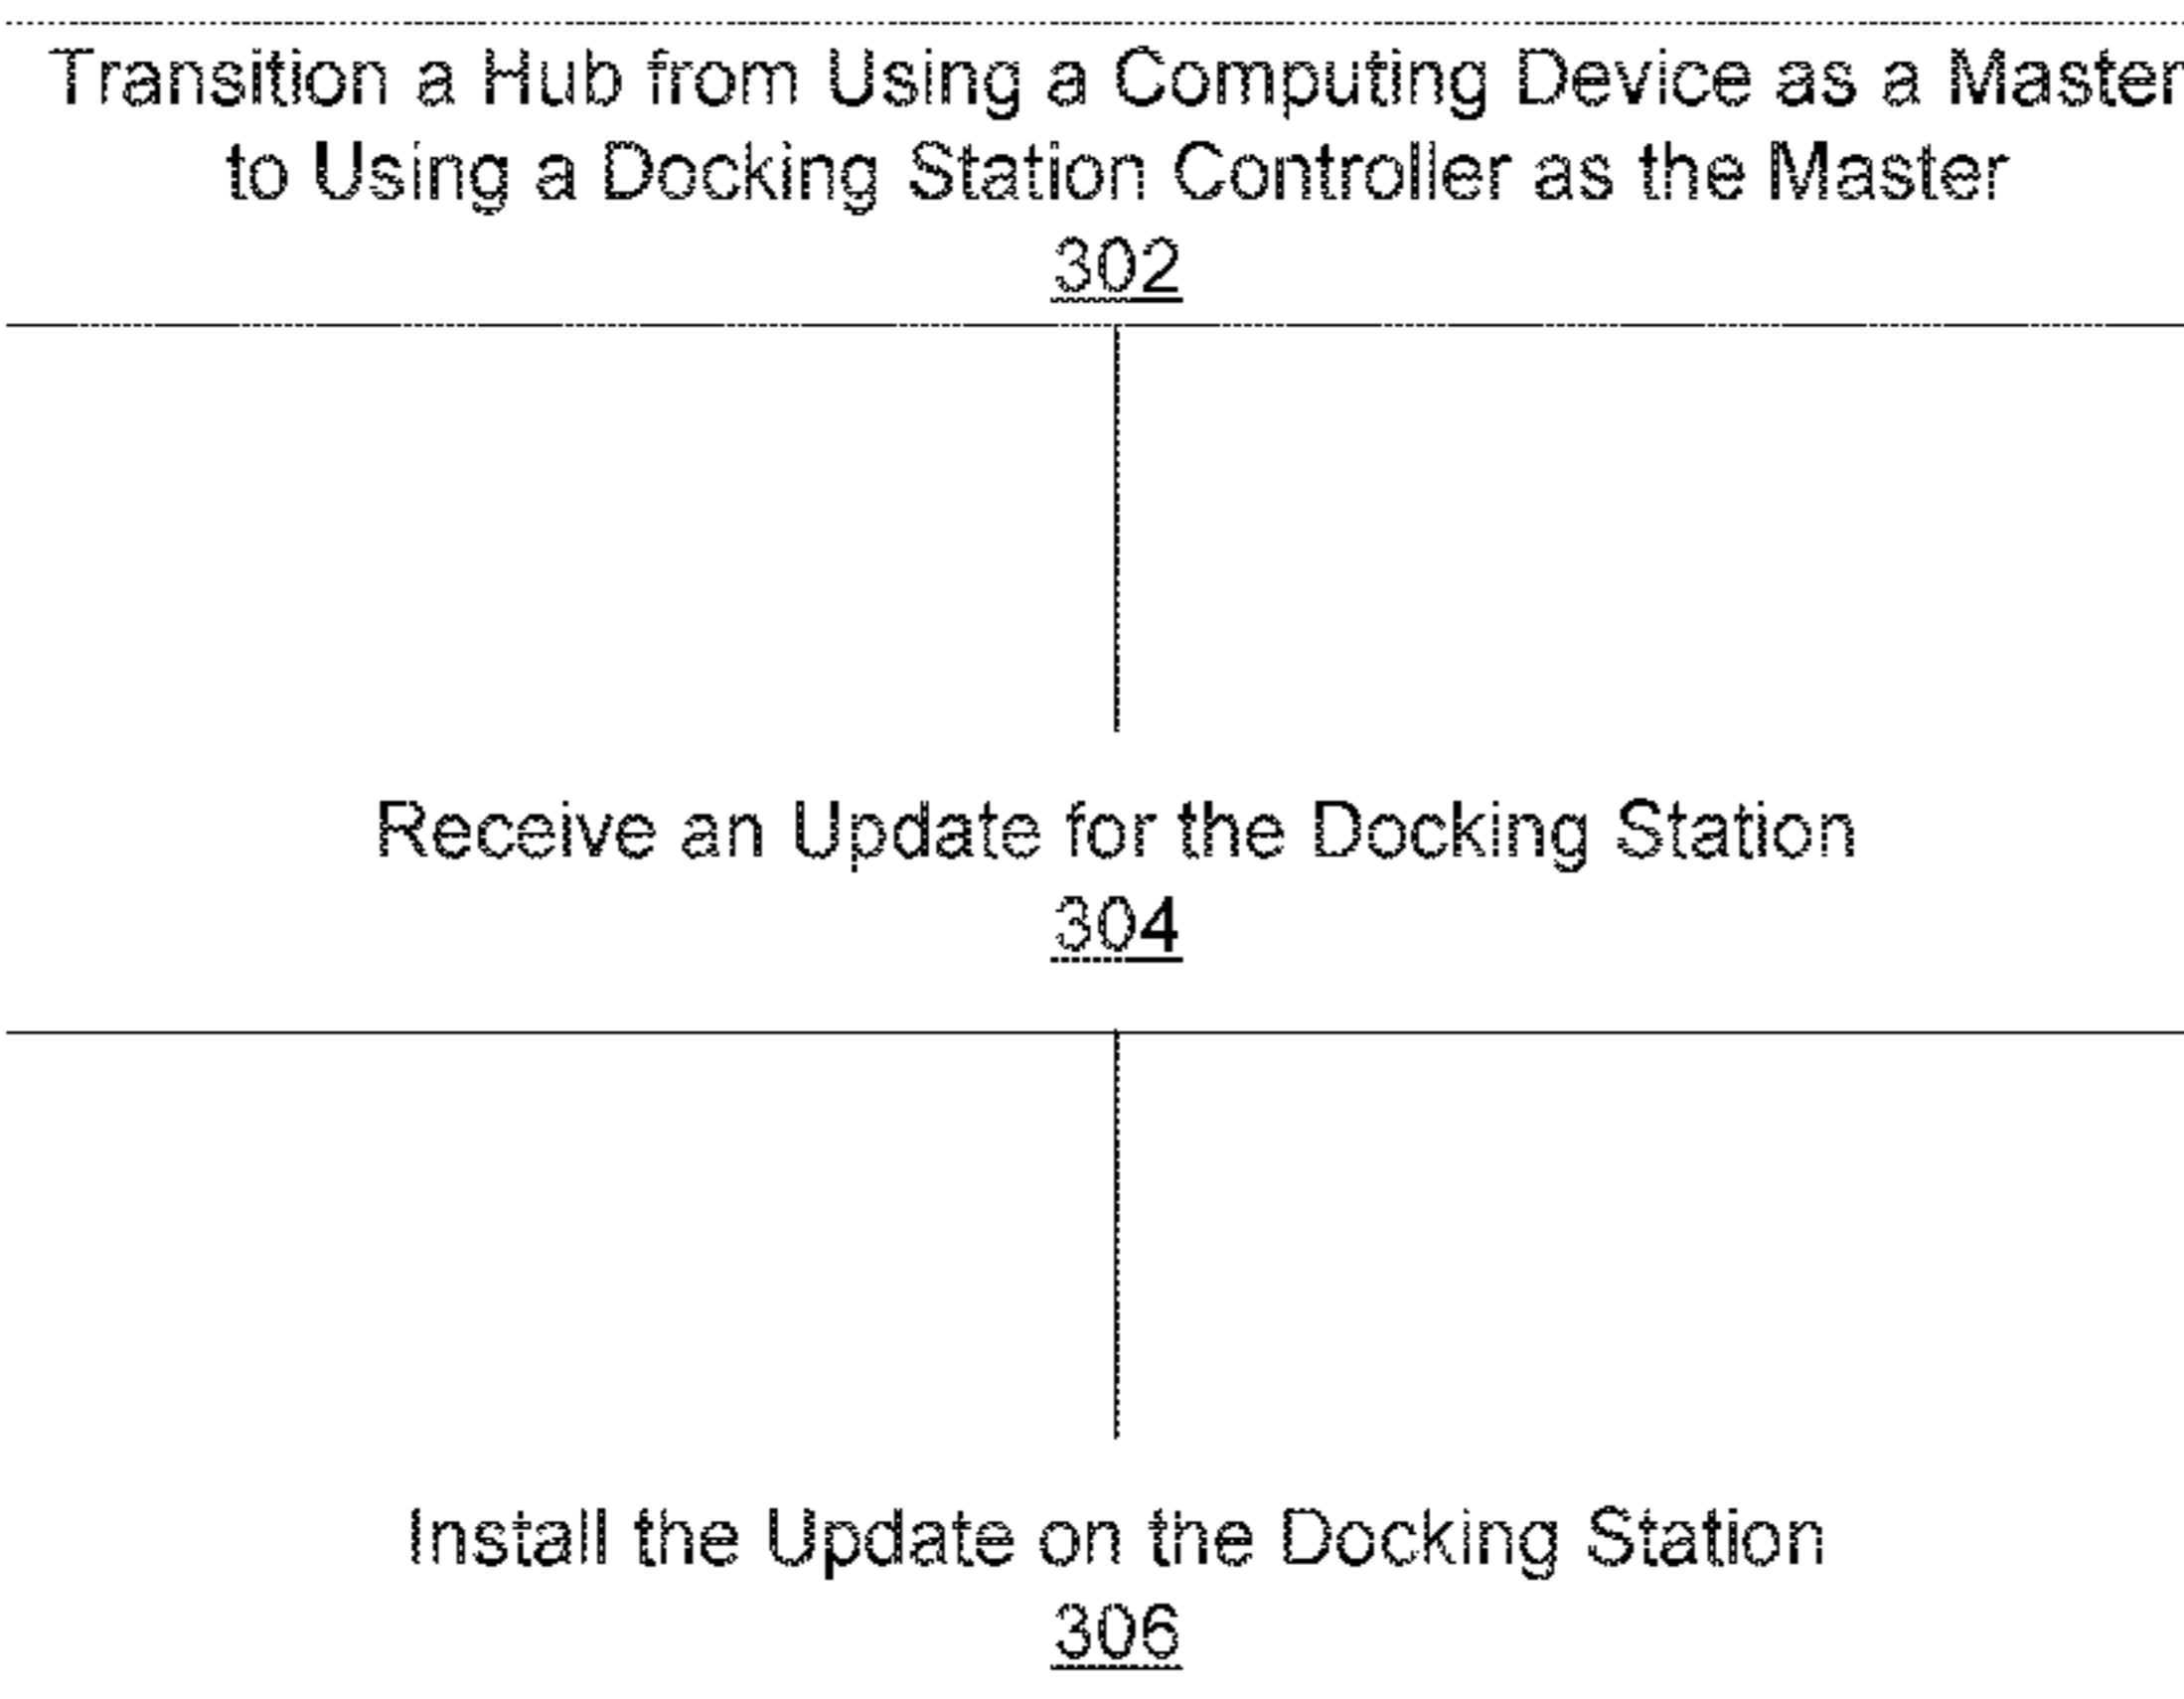 Transition a Hub from Using a Computing Device as a Master
to Using a Docking Station Controller as the Master
302
Receive an Update for the Docking Station
304
Install the Update on the Docking Station
306